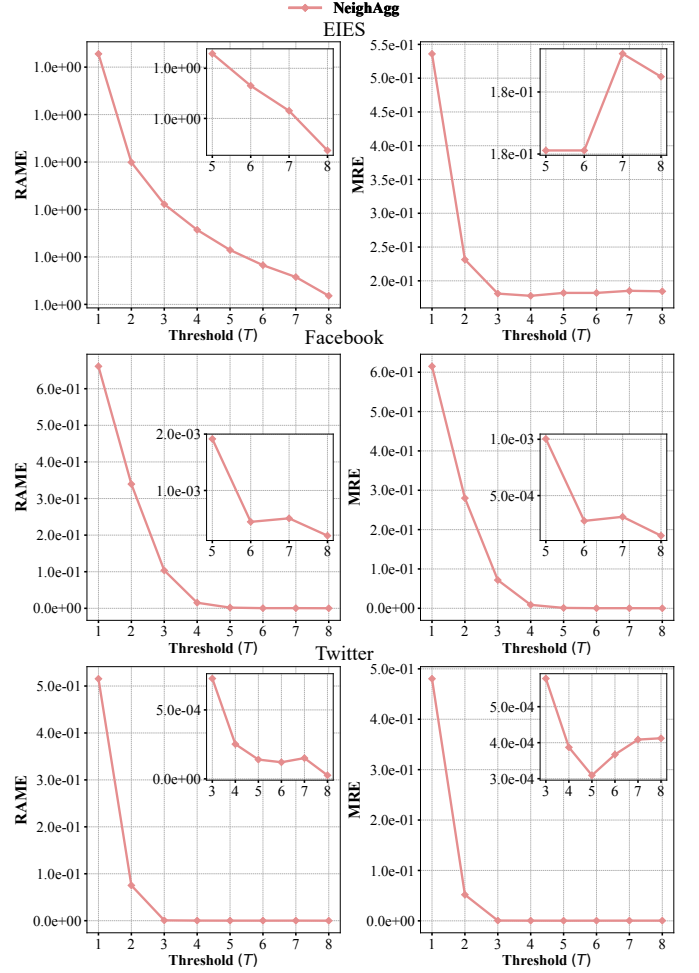 NeighAgg
EIES
RAME
1.0e+00
1.0e+00
1.0e+00
1.0e+00
1.0e+00
1.0e+00
1.0e+00
1.0e+00
5 6 7 8
1 2 3 4 5 6 7 8
Threshold (T)
MRE
5.5e-01
5.0e-01
4.5e-01
4.0e-01
3.5e-01
3.0e-01
2.5e-01
2.0e-01
1.8e-01
1.8e-01
5 6 7 8
1 2 3 4 5 6 7 8
Threshold (T)
Facebook
RAME
6.0e-01
5.0e-01
4.0e-01
3.0e-01
2.0e-01
1.0e-01
0.0e+00
2.0e-03
1.0e-03
5 6 7 8
1 2 3 4 5 6 7 8
Threshold (T)
MRE
6.0e-01
5.0e-01
4.0e-01
3.0e-01
2.0e-01
1.0e-01
0.0e+00
1.0e-03
5.0e-04
5 6 7 8
1 2 3 4 5 6 7 8
Threshold (T)
Twitter
RAME
5.0e-01
4.0e-01
3.0e-01
2.0e-01
1.0e-01
0.0e+00
5.0e-04
0.0e+00
3 4 5 6 7 8
1 2 3 4 5 6 7 8
Threshold (T)
MRE
5.0e-01
4.0e-01
3.0e-01
2.0e-01
1.0e-01
0.0e+00
5.0e-04
4.0e-04
3.0e-04
3 4 5 6 7 8
1 2 3 4 5 6 7 8
Threshold (T)